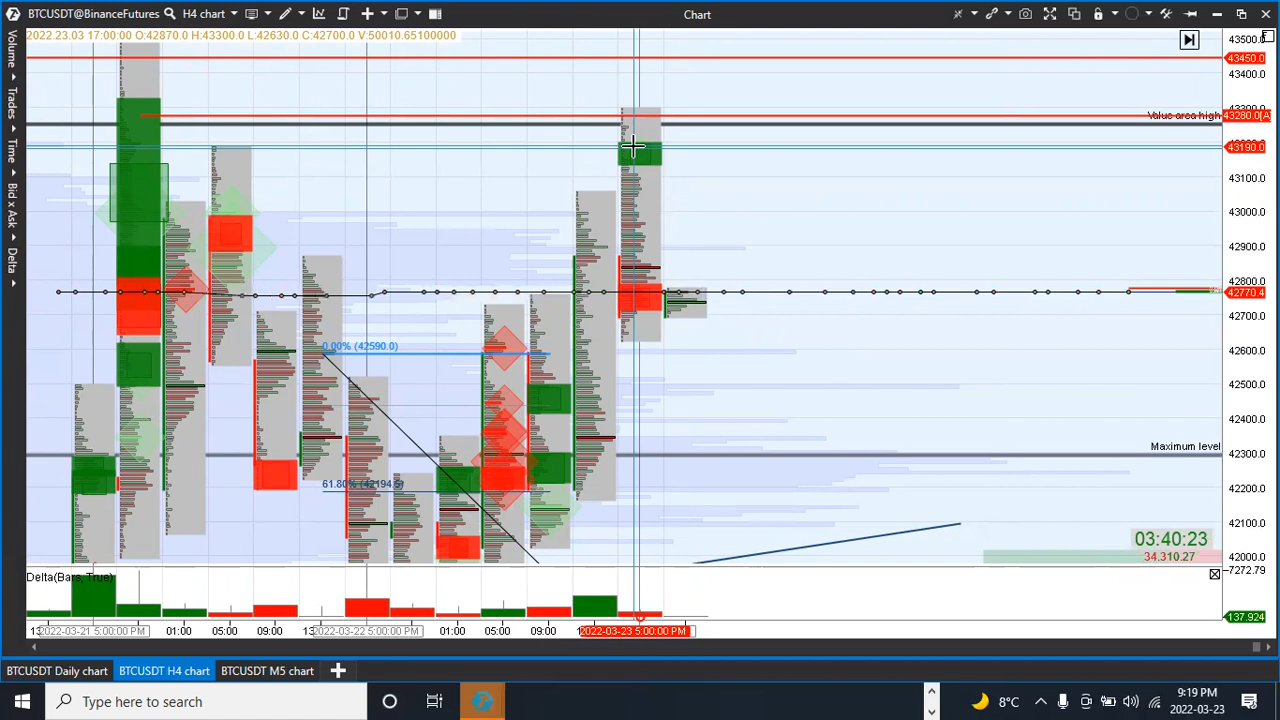 BTCUSDT@BinanceFutures H4 chart
Chart
2022.23.03 17:00:00 O:42870.0 H:43300.0 L:42630.0 C:42700.0 V:50010.65100000
Volume
Trades
Time
Bid x Ask
Delta
43500.0
43450.0
43400.0
Value area high
43280.0(A)
43190.0
43100.0
43000.0
42900.0
42800.0
42770.4
42700.0
0.00% (42590.0)
42600.0
42500.0
42400.0
Maximum level
42300.0
61.80% (42194.5)
42200.0
42100.0
03:40:23
34.310.27
42000.0
-7272.79
Delta(Bars, True)
137.924
2022-03-21 5:00:00 PM
01:00
05:00
09:00
2022-03-22 5:00:00 PM
01:00
05:00
09:00
2022-03-23 5:00:00 PM
BTCUSDT Daily chart
BTCUSDT H4 chart
BTCUSDT M5 chart
Type here to search
8°C
9:19 PM
2022-03-23